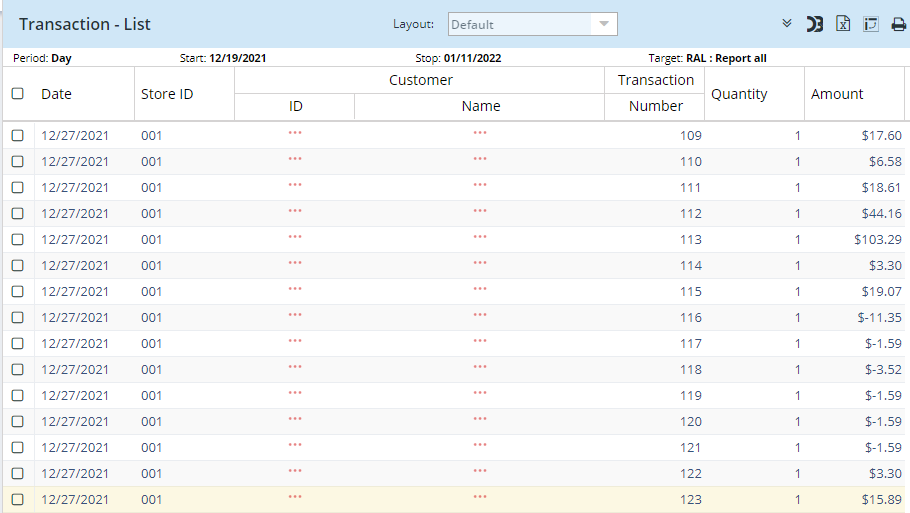 Transaction - List Layout: Default
Period: Day Start: 12/19/2021 Stop: 01/11/2022 Target: RAL : Report all
Date Store ID Customer Transaction Quantity Amount
ID Name Number
12/27/2021 001 *** *** 109 1 $17.60
12/27/2021 001 *** *** 110 1 $6.58
12/27/2021 001 *** *** 111 1 $18.61
12/27/2021 001 *** *** 112 1 $44.16
12/27/2021 001 *** *** 113 1 $103.29
12/27/2021 001 *** *** 114 1 $3.30
12/27/2021 001 *** *** 115 1 $19.07
12/27/2021 001 *** *** 116 1 $-11.35
12/27/2021 001 *** *** 117 1 $-1.59
12/27/2021 001 *** *** 118 1 $-3.52
12/27/2021 001 *** *** 119 1 $-1.59
12/27/2021 001 *** *** 120 1 $-1.59
12/27/2021 001 *** *** 121 1 $-1.59
12/27/2021 001 *** *** 122 1 $3.30
12/27/2021 001 *** *** 123 1 $15.89